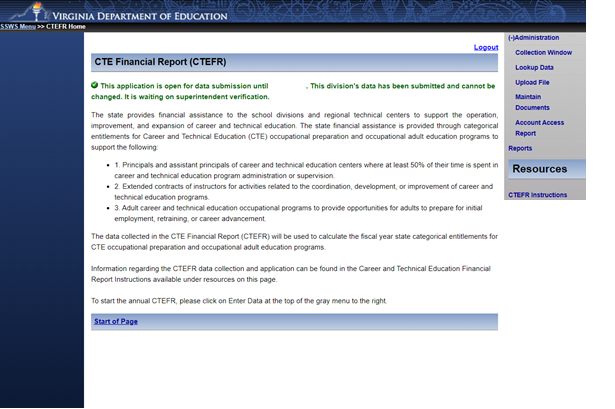 VIRGINIA DEPARTMENT OF EDUCATION
SSWS Menu >> CTEFR Home
Logout
CTE Financial Report (CTEFR)
This application is open for data submission until . This division's data has been submitted and cannot be
changed. It is waiting on superintendent verification.
The state provides financial assistance to the school divisions and regional technical centers to support the operation,
improvement, and expansion of career and technical education. The state financial assistance is provided through categorical
entitlements for Career and Technical Education (CTE) occupational preparation and occupational adult education programs to
support the following:
• 1. Principals and assistant principals of career and technical education centers where at least 50% of their time is spent in
career and technical education program administration or supervision.
• 2. Extended contracts of instructors for activities related to the coordination, development, or improvement of career and
technical education programs.
• 3. Adult career and technical education occupational programs to provide opportunities for adults to prepare for initial
employment, retraining, or career advancement.
The data collected in the CTE Financial Report (CTEFR) will be used to calculate the fiscal year state categorical entitlements for
CTE occupational preparation and occupational adult education programs.
Information regarding the CTEFR data collection and application can be found in the Career and Technical Education Financial
Report Instructions available under resources on this page.
To start the annual CTEFR, please click on Enter Data at the top of the gray menu to the right.
Start of Page
(-)Administration
Collection Window
Lookup Data
Upload File
Maintain
Documents
Account Access
Report
Reports
Resources
CTEFR Instructions